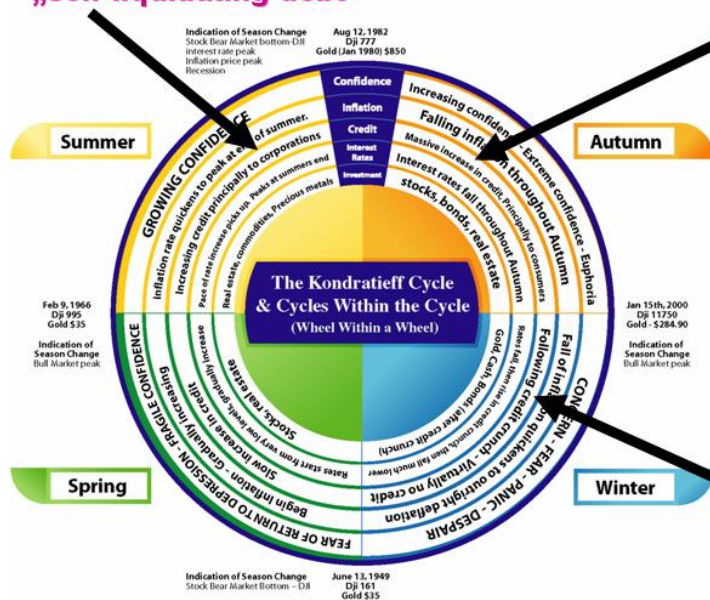 Indication of Season Change
Stock Bear Market bottom-DJI
interest rate peak
Inflation price peak
Recession
Aug 12, 1982
Dji 777
Gold (Jan 1980) $850
Confidence
Inflation
Credit
Interest
Rates
Investment
Summer
GROWING CONFIDENCE
Inflation rate quickens to peak at end of summer.
Increasing credit principally to corporations
Pace of rate increase picks up. Peaks at summers end
Real estate, commodities, Precious metals
Autumn
Increasing confidence - Extreme confidence - Euphoria
Falling inflation throughout Autumn
Massive increase in credit, Principally to consumers
Interest rates fall throughout Autumn
stocks, bonds, real estate
The Kondratieff Cycle
& Cycles Within the Cycle
(Wheel Within a Wheel)
Feb 9, 1966
Dji 995
Gold $35
Indication of
Season Change
Bull Market peak
Jan 15th, 2000
Dji 11750
Gold - $284.90
Indication of
Season Change
Bull Market peak
Spring
FEAR OF RETURN TO DEPRESSION - FRAGILE CONFIDENCE
Begin Inflation - Gradually increasing
Slow increase in credit
Rates start from very low levels, gradually increase
Stocks, real estate
Winter
CONCERN - FEAR - PANIC - DESPAIR
Fall of inflation quickens to outright deflation
Following credit crunch - Virtually no credit
Rates fall, then rise in credit crunch, then fall much lower
Gold, Cash, Bonds (after credit crunch)
Indication of Season Change
Stock Bear Market Bottom - DJI
June 13, 1949
Dji 161
Gold $35